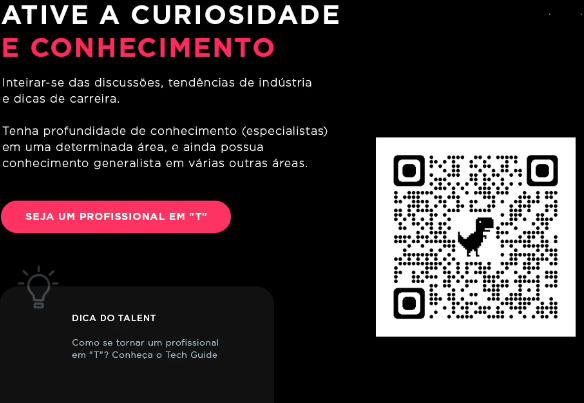 ATIVE A CURIOSIDADE
E CONHECIMENTO
Inteirar-se das discussões, tendências de indústria
e dicas de carreira.
Tenha profundidade de conhecimento (especialistas)
em uma determinada área, e ainda possua
conhecimento generalista em várias outras áreas.
SEJA UM PROFISSIONAL EM "T"
DICA DO TALENT
Como se tornar um profissional
em "T"? Conheça o Tech Guide